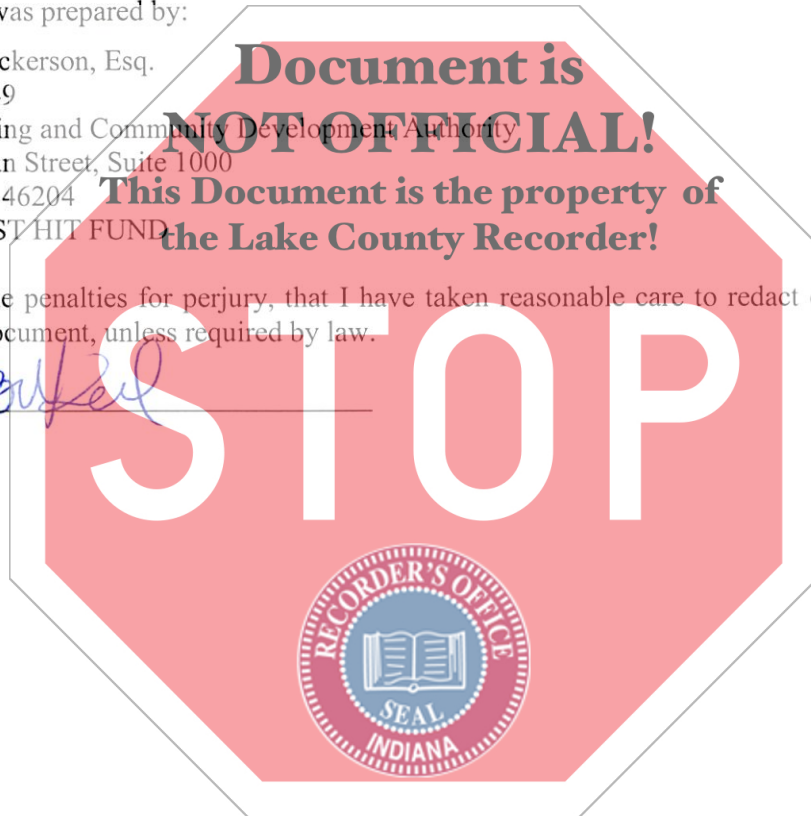 was prepared by:
ckerson, Esq.
9
ing and Community Development Authority
n Street, Suite 1000
46204
ST HIT FUND
e penalties for perjury, that I have taken reasonable care to redact
ocument, unless required by law.
Document is
NOT OFFICIAL!
This Document is the property of
the Lake County Recorder!
STOP
RECORDER'S OFFICE
SEAL
INDIANA